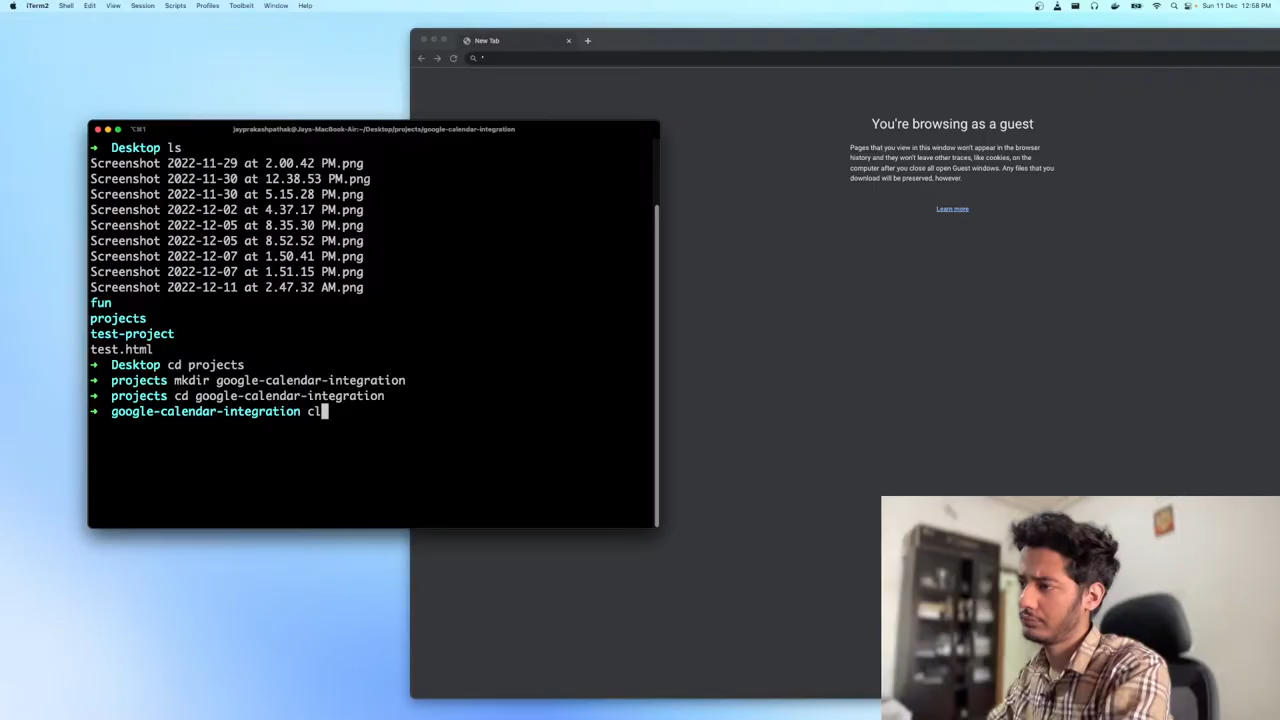 iTerm2 Shell Edit View Session Scripts Profiles Toolbelt Window Help
Sun 11 Dec 12:58 PM
New Tab
You're browsing as a guest
Pages that you view in this window won't appear in the browser
history and they won't leave other traces, like cookies, on the
computer after you close all open Guest windows. Any files that you
download will be preserved, however.
Learn more
⌥⌘1 jayprakashpathak@Jays-MacBook-Air:~/Desktop/projects/google-calendar-integration
➜ Desktop ls
Screenshot 2022-11-29 at 2.00.42 PM.png
Screenshot 2022-11-30 at 12.38.53 PM.png
Screenshot 2022-11-30 at 5.15.28 PM.png
Screenshot 2022-12-02 at 4.37.17 PM.png
Screenshot 2022-12-05 at 8.35.30 PM.png
Screenshot 2022-12-05 at 8.52.52 PM.png
Screenshot 2022-12-07 at 1.50.41 PM.png
Screenshot 2022-12-07 at 1.51.15 PM.png
Screenshot 2022-12-11 at 2.47.32 AM.png
fun
projects
test-project
test.html
➜ Desktop cd projects
➜ projects mkdir google-calendar-integration
➜ projects cd google-calendar-integration
➜ google-calendar-integration cl